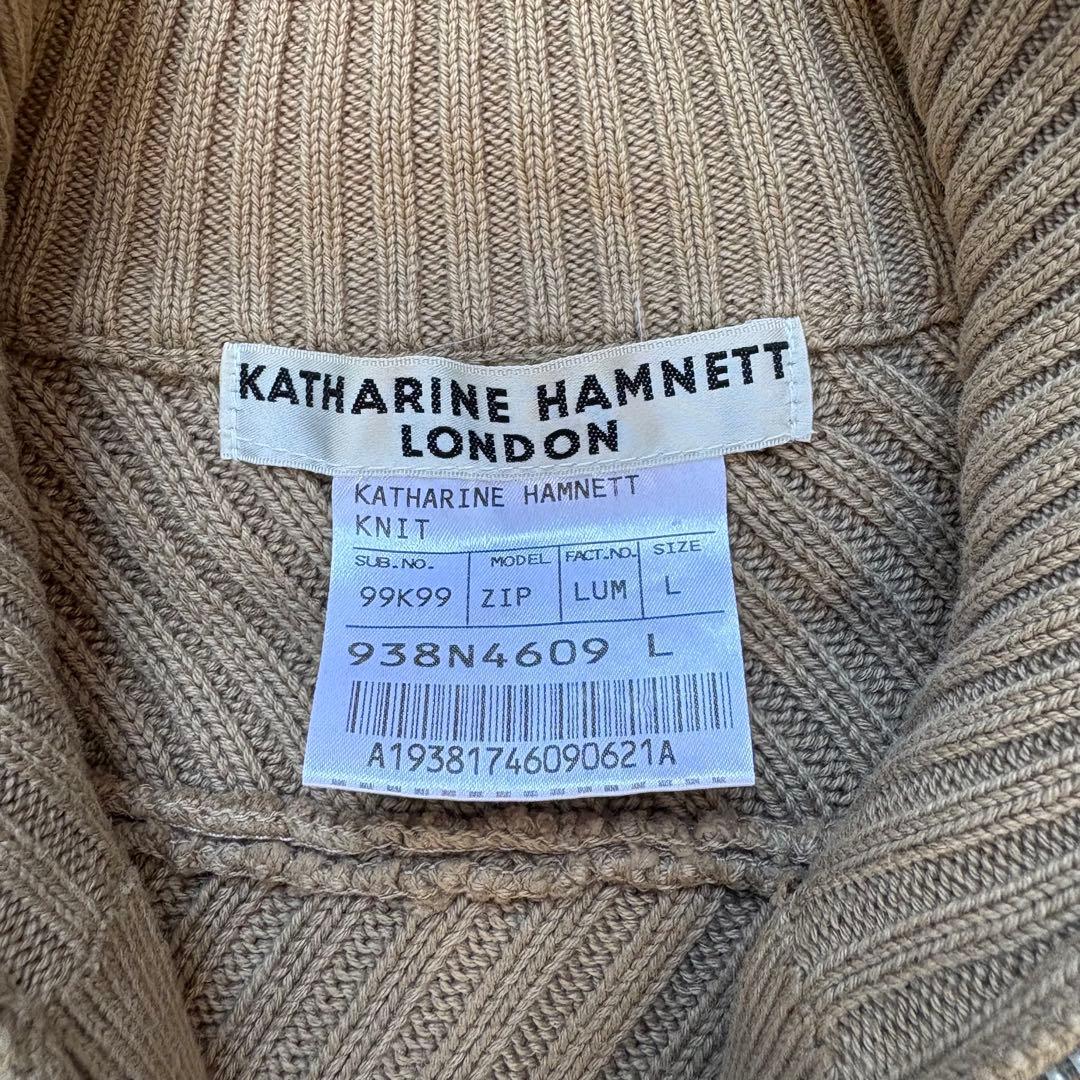 KATHARINE HAMNETT
LONDON
KATHARINE HAMNETT
KNIT
SUB.NO. MODEL FACT.NO. SIZE
99K99 ZIP LUM L
938N4609 L
A19381746090621A